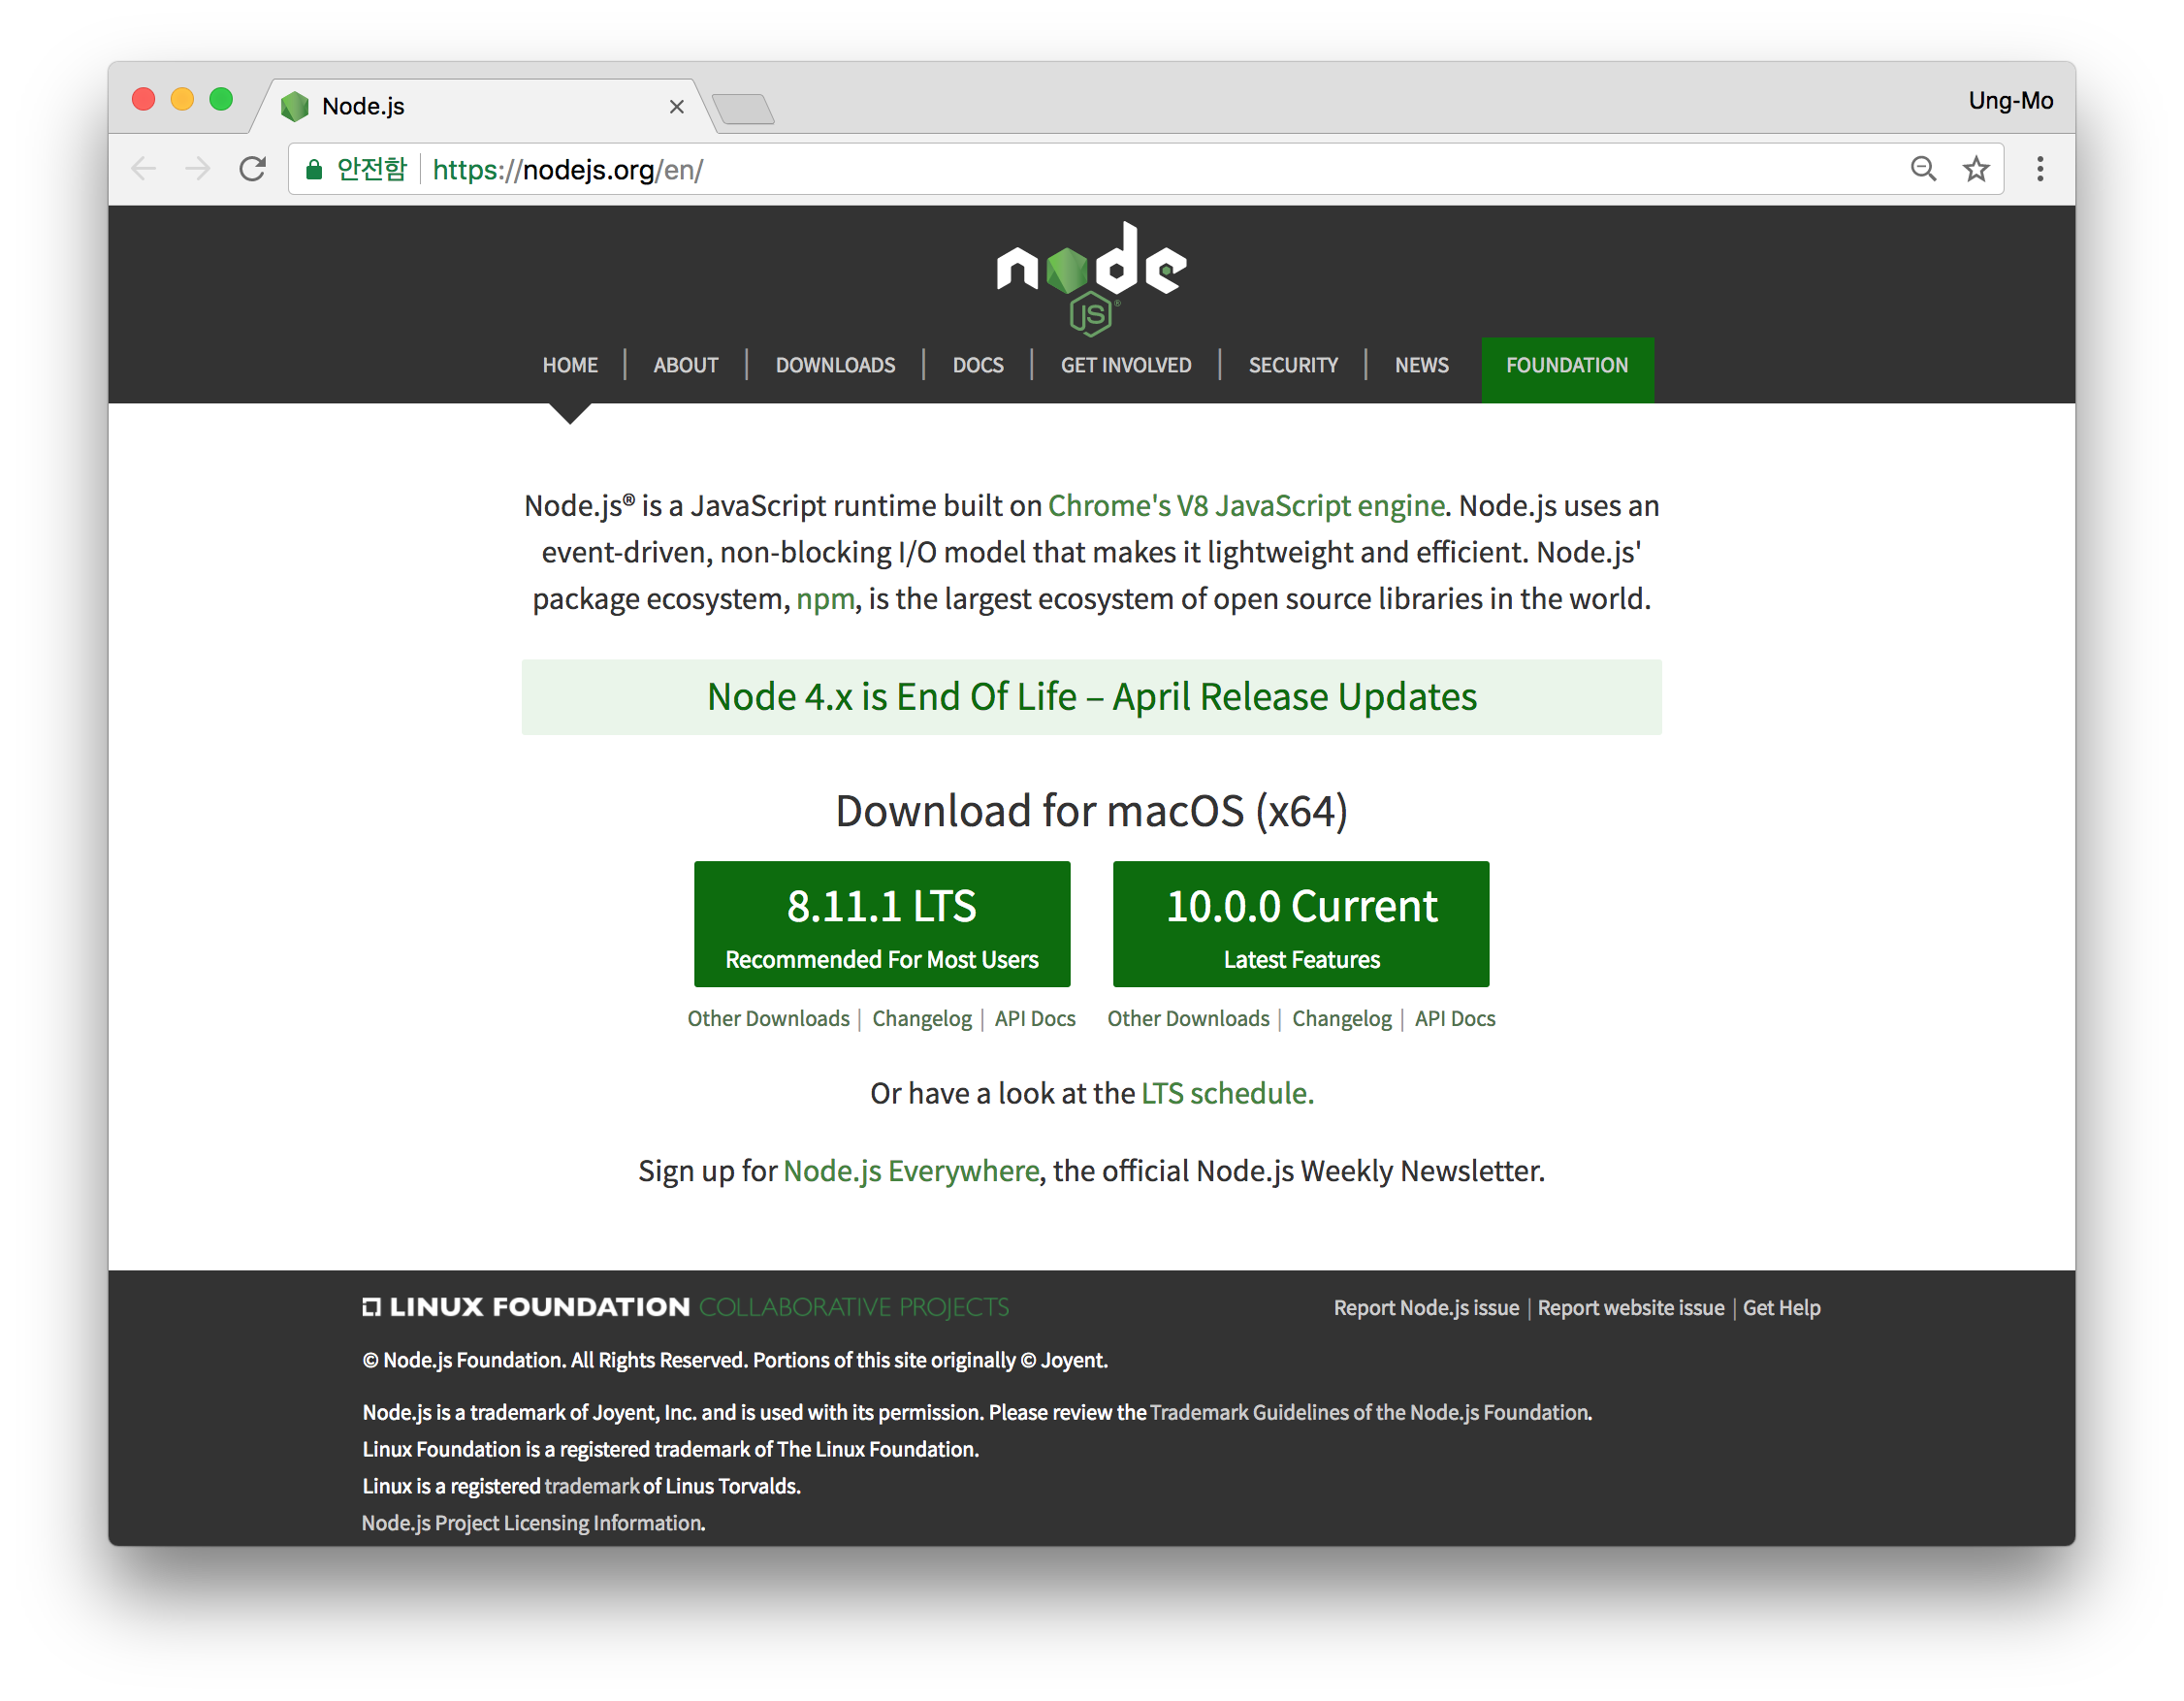 Node.js
Ung-Mo
안전함 https://nodejs.org/en/
node
JS ®
HOME | ABOUT | DOWNLOADS | DOCS | GET INVOLVED | SECURITY | NEWS FOUNDATION
Node.js® is a JavaScript runtime built on Chrome's V8 JavaScript engine. Node.js uses an
event-driven, non-blocking I/O model that makes it lightweight and efficient. Node.js'
package ecosystem, npm, is the largest ecosystem of open source libraries in the world.
Node 4.x is End Of Life – April Release Updates
Download for macOS (x64)
8.11.1 LTS
Recommended For Most Users
10.0.0 Current
Latest Features
Other Downloads | Changelog | API Docs
Other Downloads | Changelog | API Docs
Or have a look at the LTS schedule.
Sign up for Node.js Everywhere, the official Node.js Weekly Newsletter.
LINUX FOUNDATION COLLABORATIVE PROJECTS
Report Node.js issue | Report website issue | Get Help
© Node.js Foundation. All Rights Reserved. Portions of this site originally © Joyent.
Node.js is a trademark of Joyent, Inc. and is used with its permission. Please review the Trademark Guidelines of the Node.js Foundation.
Linux Foundation is a registered trademark of The Linux Foundation.
Linux is a registered trademark of Linus Torvalds.
Node.js Project Licensing Information.